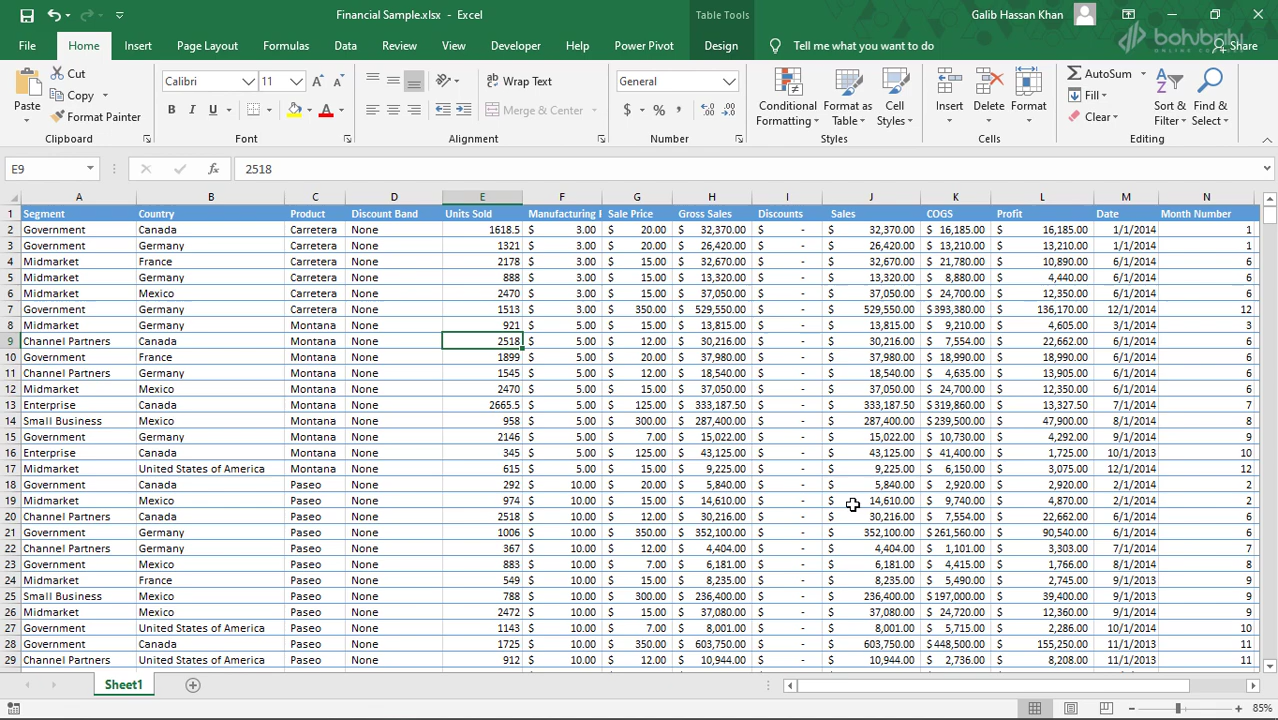 Financial Sample.xlsx - Excel
Table Tools
Galib Hassan Khan
bohubrihi
ONLINE COURSES
File Home Insert Page Layout Formulas Data Review View Developer Help Power Pivot Design Tell me what you want to do Share
Paste
Cut
Copy
Format Painter
Clipboard
Calibri 11
B I U
Font
Wrap Text
Merge & Center
Alignment
General
$ % ,
Number
Conditional Formatting
Format as Table
Cell Styles
Styles
Insert
Delete
Format
Cells
AutoSum
Fill
Clear
Sort & Filter
Find & Select
Editing
E9 fx 2518
A B C D E F G H I J K L M N
1 Segment Country Product Discount Band Units Sold Manufacturing Sale Price Gross Sales Discounts Sales COGS Profit Date Month Number
2 Government Canada Carretera None 1618.5 $ 3.00 $ 20.00 $ 32,370.00 $ - $ 32,370.00 $ 16,185.00 $ 16,185.00 1/1/2014 1
3 Government Germany Carretera None 1321 $ 3.00 $ 20.00 $ 26,420.00 $ - $ 26,420.00 $ 13,210.00 $ 13,210.00 1/1/2014 1
4 Midmarket France Carretera None 2178 $ 3.00 $ 15.00 $ 32,670.00 $ - $ 32,670.00 $ 21,780.00 $ 10,890.00 6/1/2014 6
5 Midmarket Germany Carretera None 888 $ 3.00 $ 15.00 $ 13,320.00 $ - $ 13,320.00 $ 8,880.00 $ 4,440.00 6/1/2014 6
6 Midmarket Mexico Carretera None 2470 $ 3.00 $ 15.00 $ 37,050.00 $ - $ 37,050.00 $ 24,700.00 $ 12,350.00 6/1/2014 6
7 Government Germany Carretera None 1513 $ 3.00 $ 350.00 $ 529,550.00 $ - $ 529,550.00 $ 393,380.00 $ 136,170.00 12/1/2014 12
8 Midmarket Germany Montana None 921 $ 5.00 $ 15.00 $ 13,815.00 $ - $ 13,815.00 $ 9,210.00 $ 4,605.00 3/1/2014 3
9 Channel Partners Canada Montana None 2518 $ 5.00 $ 12.00 $ 30,216.00 $ - $ 30,216.00 $ 7,554.00 $ 22,662.00 6/1/2014 6
10 Government France Montana None 1899 $ 5.00 $ 20.00 $ 37,980.00 $ - $ 37,980.00 $ 18,990.00 $ 18,990.00 6/1/2014 6
11 Channel Partners Germany Montana None 1545 $ 5.00 $ 12.00 $ 18,540.00 $ - $ 18,540.00 $ 4,635.00 $ 13,905.00 6/1/2014 6
12 Midmarket Mexico Montana None 2470 $ 5.00 $ 15.00 $ 37,050.00 $ - $ 37,050.00 $ 24,700.00 $ 12,350.00 6/1/2014 6
13 Enterprise Canada Montana None 2665.5 $ 5.00 $ 125.00 $ 333,187.50 $ - $ 333,187.50 $ 319,860.00 $ 13,327.50 7/1/2014 7
14 Small Business Mexico Montana None 958 $ 5.00 $ 300.00 $ 287,400.00 $ - $ 287,400.00 $ 239,500.00 $ 47,900.00 8/1/2014 8
15 Government Germany Montana None 2146 $ 5.00 $ 7.00 $ 15,022.00 $ - $ 15,022.00 $ 10,730.00 $ 4,292.00 9/1/2014 9
16 Enterprise Canada Montana None 345 $ 5.00 $ 125.00 $ 43,125.00 $ - $ 43,125.00 $ 41,400.00 $ 1,725.00 10/1/2013 10
17 Midmarket United States of America Montana None 615 $ 5.00 $ 15.00 $ 9,225.00 $ - $ 9,225.00 $ 6,150.00 $ 3,075.00 12/1/2014 12
18 Government Canada Paseo None 292 $ 10.00 $ 20.00 $ 5,840.00 $ - $ 5,840.00 $ 2,920.00 $ 2,920.00 2/1/2014 2
19 Midmarket Mexico Paseo None 974 $ 10.00 $ 15.00 $ 14,610.00 $ - $ 14,610.00 $ 9,740.00 $ 4,870.00 2/1/2014 2
20 Channel Partners Canada Paseo None 2518 $ 10.00 $ 12.00 $ 30,216.00 $ - $ 30,216.00 $ 7,554.00 $ 22,662.00 6/1/2014 6
21 Government Germany Paseo None 1006 $ 10.00 $ 350.00 $ 352,100.00 $ - $ 352,100.00 $ 261,560.00 $ 90,540.00 6/1/2014 6
22 Channel Partners Germany Paseo None 367 $ 10.00 $ 12.00 $ 4,404.00 $ - $ 4,404.00 $ 1,101.00 $ 3,303.00 7/1/2014 7
23 Government Mexico Paseo None 883 $ 10.00 $ 7.00 $ 6,181.00 $ - $ 6,181.00 $ 4,415.00 $ 1,766.00 8/1/2014 8
24 Midmarket France Paseo None 549 $ 10.00 $ 15.00 $ 8,235.00 $ - $ 8,235.00 $ 5,490.00 $ 2,745.00 9/1/2013 9
25 Small Business Mexico Paseo None 788 $ 10.00 $ 300.00 $ 236,400.00 $ - $ 236,400.00 $ 197,000.00 $ 39,400.00 9/1/2013 9
26 Midmarket Mexico Paseo None 2472 $ 10.00 $ 15.00 $ 37,080.00 $ - $ 37,080.00 $ 24,720.00 $ 12,360.00 9/1/2014 9
27 Government United States of America Paseo None 1143 $ 10.00 $ 7.00 $ 8,001.00 $ - $ 8,001.00 $ 5,715.00 $ 2,286.00 10/1/2014 10
28 Government Canada Paseo None 1725 $ 10.00 $ 350.00 $ 603,750.00 $ - $ 603,750.00 $ 448,500.00 $ 155,250.00 11/1/2013 11
29 Channel Partners United States of America Paseo None 912 $ 10.00 $ 12.00 $ 10,944.00 $ - $ 10,944.00 $ 2,736.00 $ 8,208.00 11/1/2013 11
Sheet1
85%